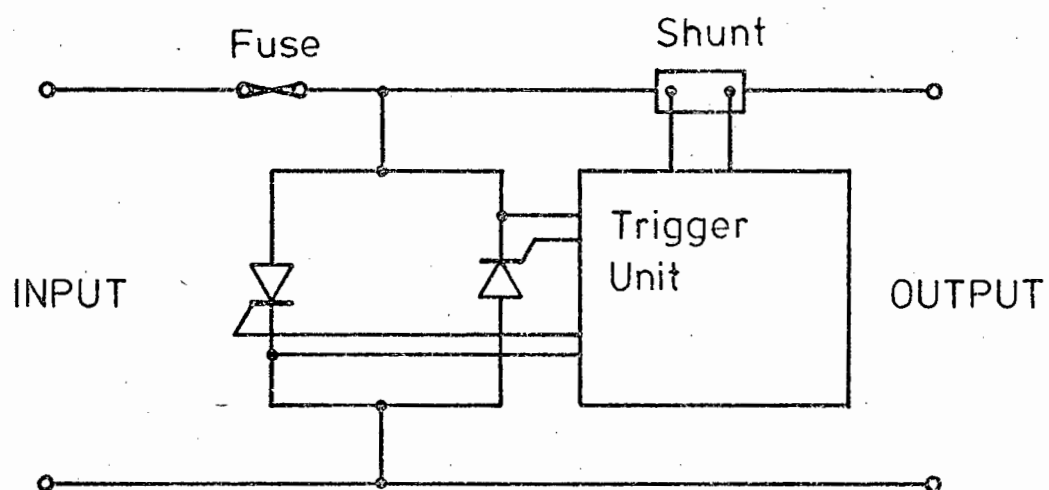 Fuse
Shunt
Trigger
Unit
INPUT
OUTPUT